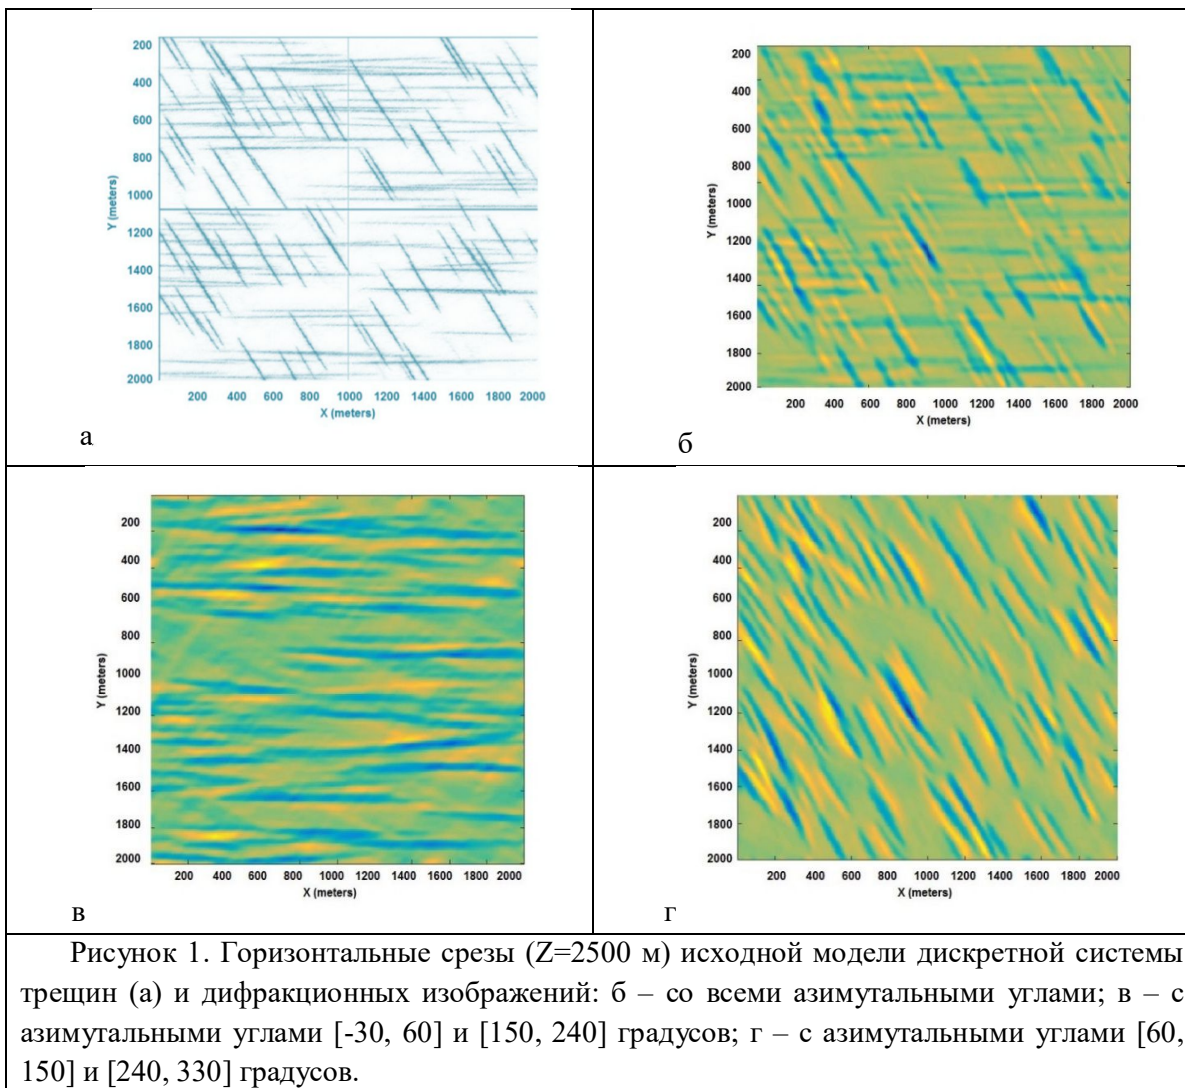 200
400
600
800
1000
1200
1400
1600
1800
2000
Y (meters)
200 400 600 800 1000 1200 1400 1600 1800 2000
X (meters)
а
200
400
600
800
1000
1200
1400
1600
1800
2000
Y (meters)
200 400 600 800 1000 1200 1400 1600 1800 2000
X (meters)
б
200
400
600
800
1000
1200
1400
1600
1800
2000
Y (meters)
200 400 600 800 1000 1200 1400 1600 1800 2000
X (meters)
в
200
400
600
800
1000
1200
1400
1600
1800
2000
Y (meters)
200 400 600 800 1000 1200 1400 1600 1800 2000
X (meters)
г
Рисунок 1. Горизонтальные срезы (Z=2500 м) исходной модели дискретной системы
трещин (а) и дифракционных изображений: б – со всеми азимутальными углами; в – с
азимутальными углами [-30, 60] и [150, 240] градусов; г – с азимутальными углами [60,
150] и [240, 330] градусов.